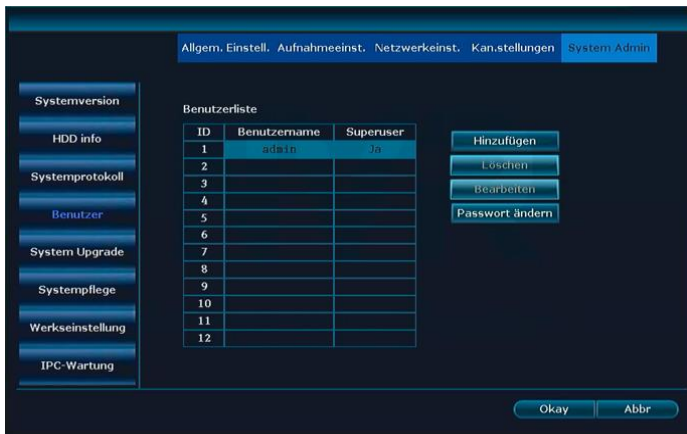 Allgem. Einstell. Aufnahmeeinst. Netzwerkeinst. Kan.stellungen System Admin
Systemversion
HDD info
Systemprotokoll
Benutzer
System Upgrade
Systempflege
Werkseinstellung
IPC-Wartung
Benutzerliste
ID Benutzername Superuser
1 admin Ja
2
3
4
5
6
7
8
9
10
11
12
Hinzufügen
Löschen
Bearbeiten
Passwort ändern
Okay Abbr